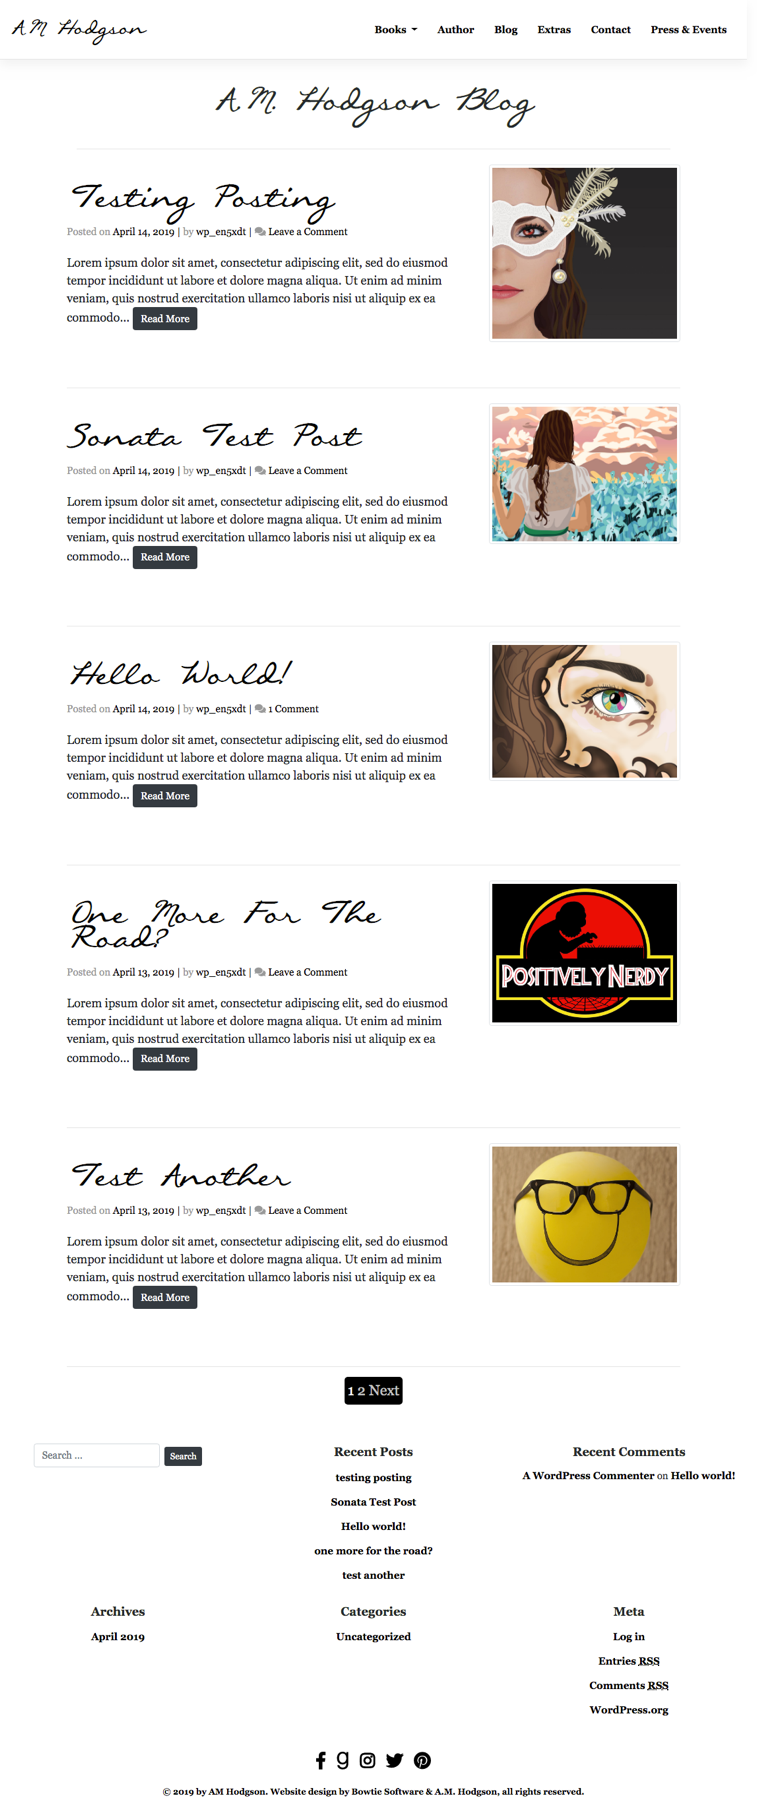 A.M. Hodgson
Books Author Blog Extras Contact Press & Events
A.M. Hodgson Blog
Testing Posting
Posted on April 14, 2019 | by wp_en5xdt | Leave a Comment
Lorem ipsum dolor sit amet, consectetur adipiscing elit, sed do eiusmod
tempor incididunt ut labore et dolore magna aliqua. Ut enim ad minim
veniam, quis nostrud exercitation ullamco laboris nisi ut aliquip ex ea
commodo... Read More
Sonata Test Post
Posted on April 14, 2019 | by wp_en5xdt | Leave a Comment
Lorem ipsum dolor sit amet, consectetur adipiscing elit, sed do eiusmod
tempor incididunt ut labore et dolore magna aliqua. Ut enim ad minim
veniam, quis nostrud exercitation ullamco laboris nisi ut aliquip ex ea
commodo... Read More
Hello World!
Posted on April 14, 2019 | by wp_en5xdt | 1 Comment
Lorem ipsum dolor sit amet, consectetur adipiscing elit, sed do eiusmod
tempor incididunt ut labore et dolore magna aliqua. Ut enim ad minim
veniam, quis nostrud exercitation ullamco laboris nisi ut aliquip ex ea
commodo... Read More
One More For The
Road?
Posted on April 13, 2019 | by wp_en5xdt | Leave a Comment
Lorem ipsum dolor sit amet, consectetur adipiscing elit, sed do eiusmod
tempor incididunt ut labore et dolore magna aliqua. Ut enim ad minim
veniam, quis nostrud exercitation ullamco laboris nisi ut aliquip ex ea
commodo... Read More
POSITIVELY NERDY
Test Another
Posted on April 13, 2019 | by wp_en5xdt | Leave a Comment
Lorem ipsum dolor sit amet, consectetur adipiscing elit, sed do eiusmod
tempor incididunt ut labore et dolore magna aliqua. Ut enim ad minim
veniam, quis nostrud exercitation ullamco laboris nisi ut aliquip ex ea
commodo... Read More
1 2 Next
Search ... Search
Recent Posts
testing posting
Sonata Test Post
Hello world!
one more for the road?
test another
Recent Comments
A WordPress Commenter on Hello world!
Archives
April 2019
Categories
Uncategorized
Meta
Log in
Entries RSS
Comments RSS
WordPress.org
© 2019 by AM Hodgson. Website design by Bowtie Software & A.M. Hodgson, all rights reserved.